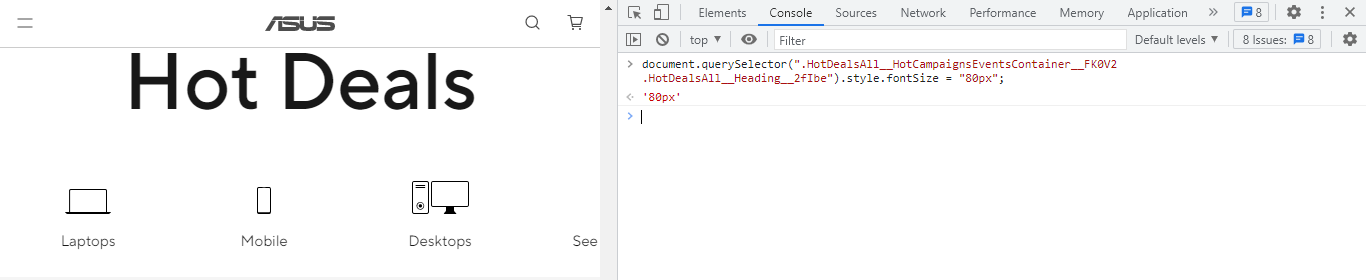 ASUS
Hot Deals
Laptops Mobile Desktops See
Elements Console Sources Network Performance Memory Application » 8
top ▼ Filter Default levels ▼ 8 Issues: 8
> document.querySelector(".HotDealsAll__HotCampaignsEventsContainer__FK0V2
.HotDealsAll__Heading__2fIbe").style.fontSize = "80px";
'80px'
>